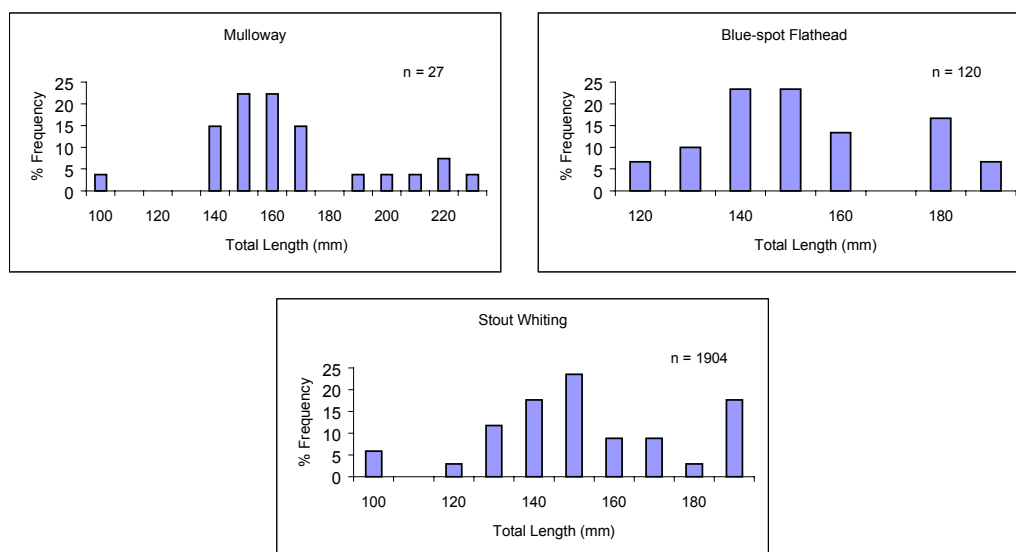 Mulloway
n = 27
% Frequency
25
20
15
10
5
0
100 120 140 160 180 200 220
Total Length (mm)
Blue-spot Flathead
n = 120
% Frequency
25
20
15
10
5
0
120 140 160 180
Total Length (mm)
Stout Whiting
n = 1904
% Frequency
25
20
15
10
5
0
100 120 140 160 180
Total Length (mm)